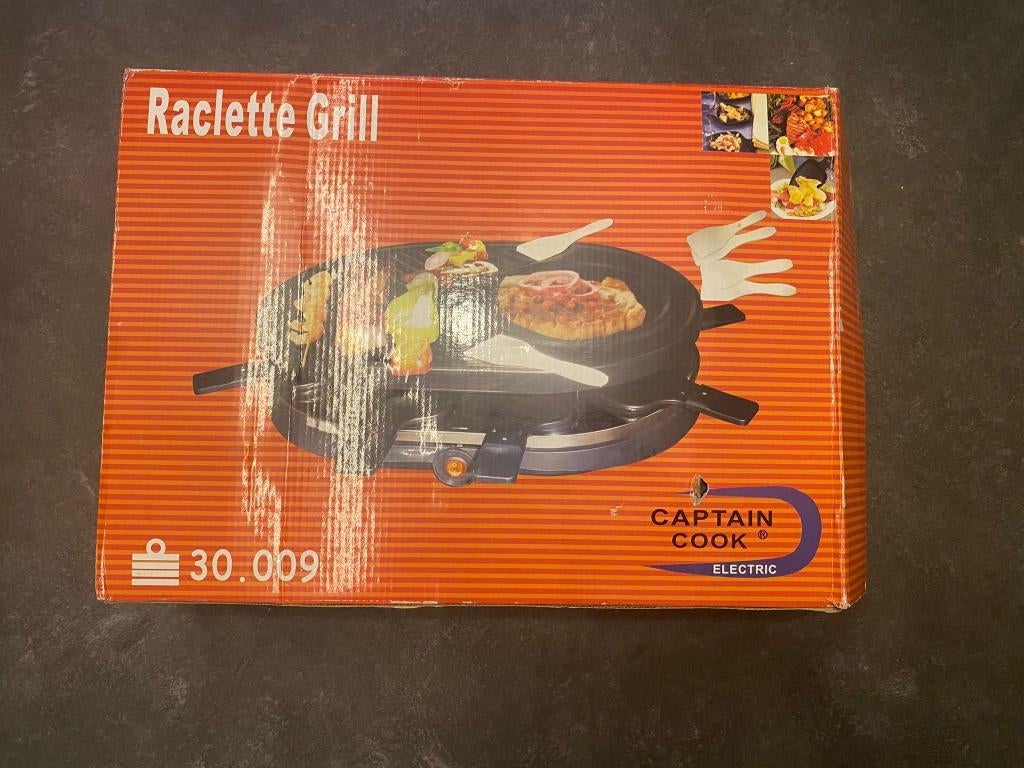 Raclette Grill
CAPTAIN
COOK ®
ELECTRIC
30.009